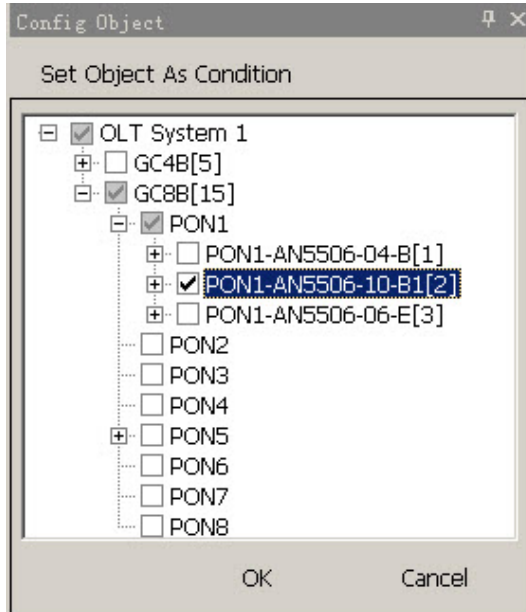 Config Object
Set Object As Condition
OLT System 1
GC4B[5]
GC8B[15]
PON1
PON1-AN5506-04-B[1]
PON1-AN5506-10-B1[2]
PON1-AN5506-06-E[3]
PON2
PON3
PON4
PON5
PON6
PON7
PON8
OK Cancel